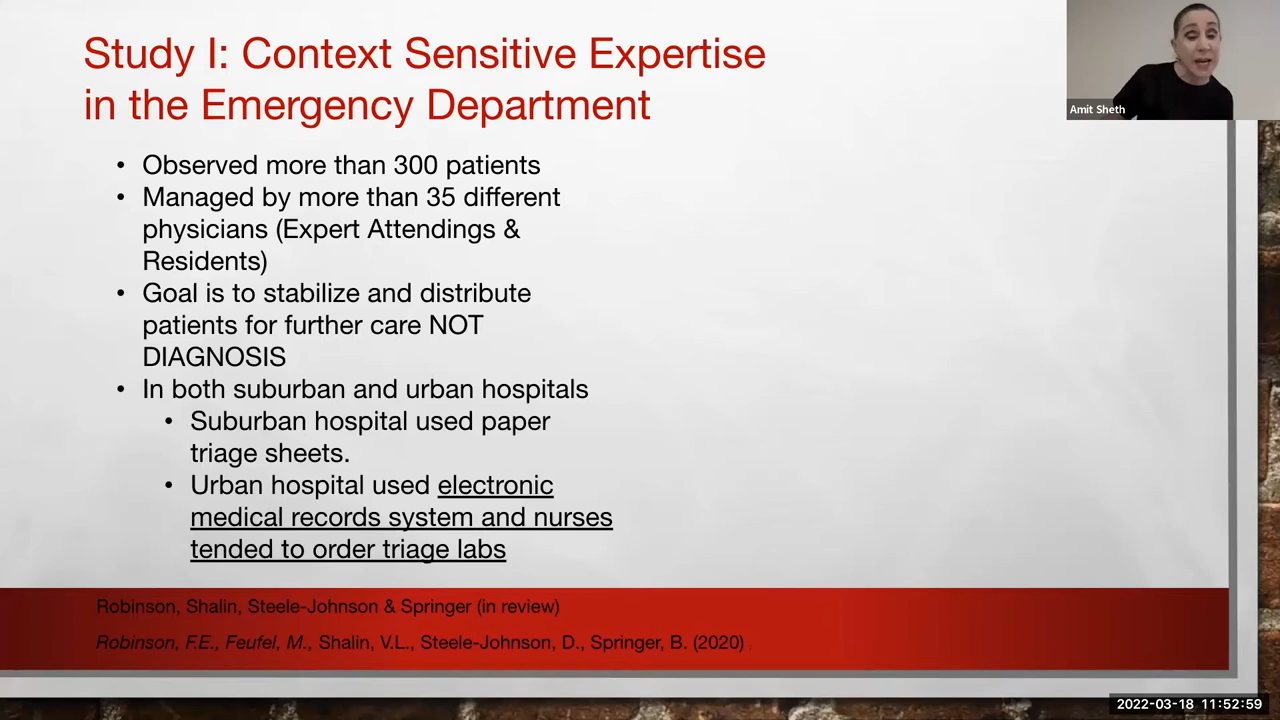 Study I: Context Sensitive Expertise
in the Emergency Department
Amit Sheth
• Observed more than 300 patients
• Managed by more than 35 different
physicians (Expert Attendings &
Residents)
• Goal is to stabilize and distribute
patients for further care NOT
DIAGNOSIS
• In both suburban and urban hospitals
• Suburban hospital used paper
triage sheets.
• Urban hospital used electronic
medical records system and nurses
tended to order triage labs
Robinson, Shalin, Steele-Johnson & Springer (in review)
Robinson, F.E., Feufel, M., Shalin, V.L., Steele-Johnson, D., Springer, B. (2020)
2022-03-18 11:52:59